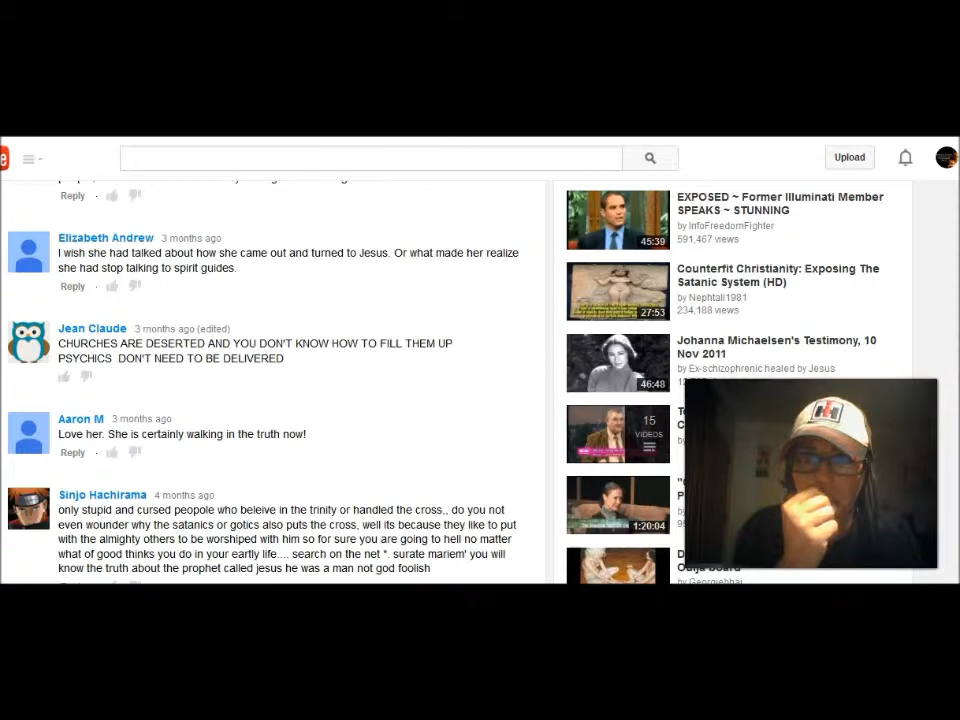 e
Upload
Reply
Elizabeth Andrew 3 months ago
I wish she had talked about how she came out and turned to Jesus. Or what made her realize
she had stop talking to spirit guides.
Reply
Jean Claude 3 months ago (edited)
CHURCHES ARE DESERTED AND YOU DON'T KNOW HOW TO FILL THEM UP
PSYCHICS DON'T NEED TO BE DELIVERED
Aaron M 3 months ago
Love her. She is certainly walking in the truth now!
Reply
Sinjo Hachirama 4 months ago
only stupid and cursed peopole who beleive in the trinity or handled the cross,, do you not
even wounder why the satanics or gotics also puts the cross, well its because they like to put
with the almighty others to be worshiped with him so for sure you are going to hell no matter
what of good thinks you do in your eartly life.... search on the net ". surate mariem' you will
know the truth about the prophet called jesus he was a man not god foolish
EXPOSED ~ Former Illuminati Member
SPEAKS ~ STUNNING
by InfoFreedomFighter
591,467 views
45:39
Counterfit Christianity: Exposing The
Satanic System (HD)
by Nephtali1981
234,188 views
27:53
Johanna Michaelsen's Testimony, 10
Nov 2011
by Ex-schizophrenic healed by Jesus
46:48
15
VIDEOS
by
1:20:04
Ouija board
by Georgiebhai
IH